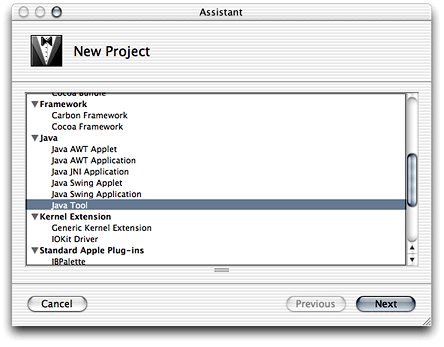 Assistant
New Project
Cocoa Bundle
Framework
Carbon Framework
Cocoa Framework
Java
Java AWT Applet
Java AWT Application
Java JNI Application
Java Swing Applet
Java Swing Application
Java Tool
Kernel Extension
Generic Kernel Extension
IOKit Driver
Standard Apple Plug-ins
IBPalette
Cancel
Previous
Next